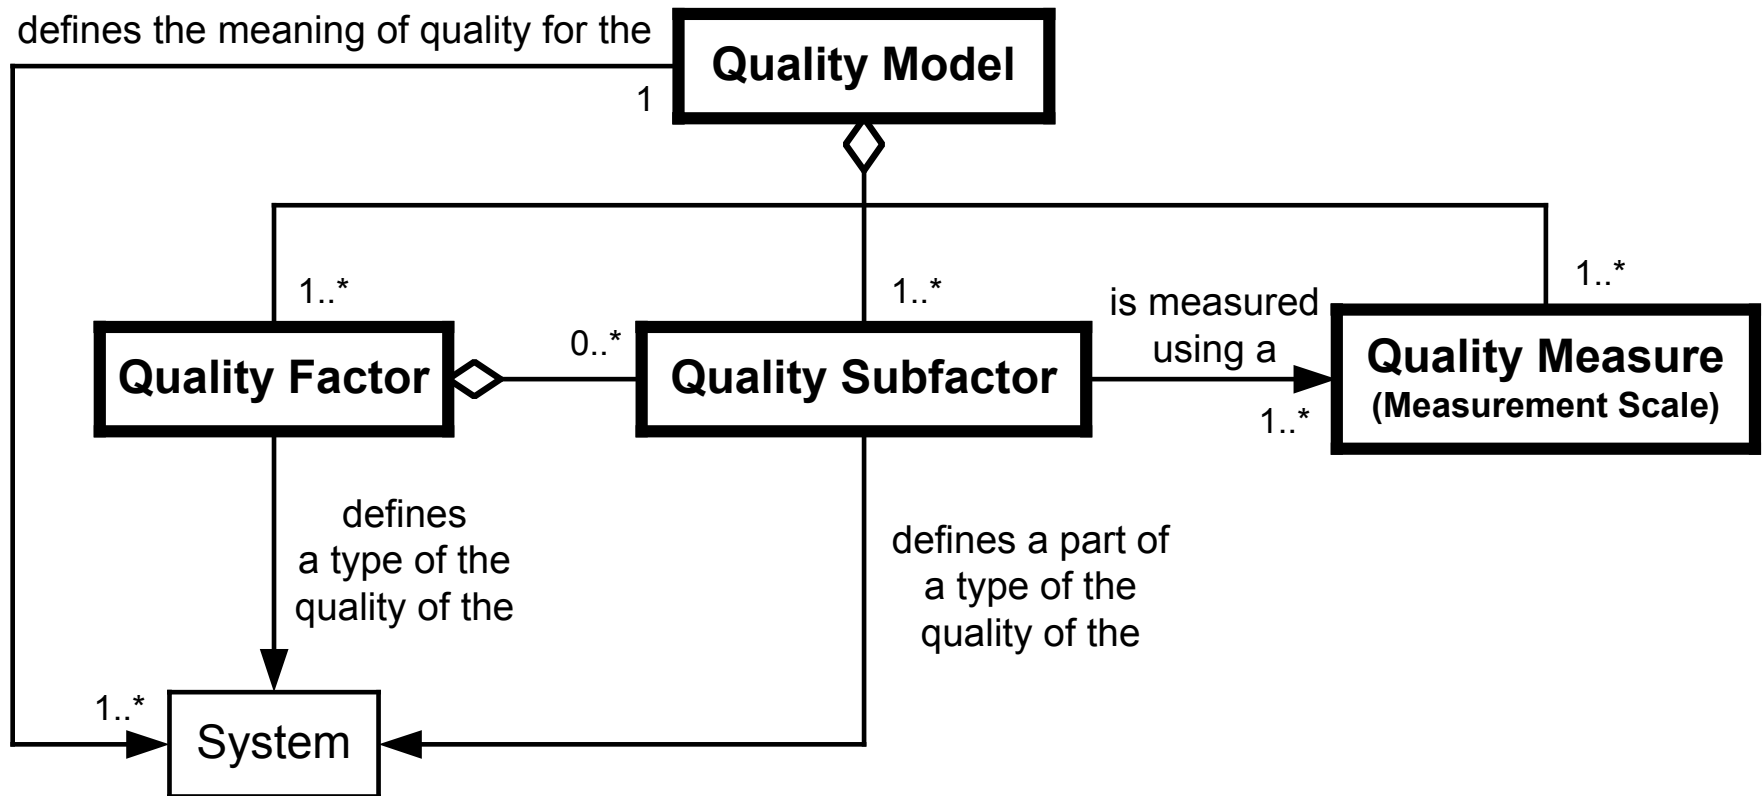 defines the meaning of quality for the
Quality Model
1
1..*
1..*
1..*
is measured
using a
0..*
Quality Factor
Quality Subfactor
1..*
Quality Measure
(Measurement Scale)
defines
a type of the
quality of the
defines a part of
a type of the
quality of the
1..*
System